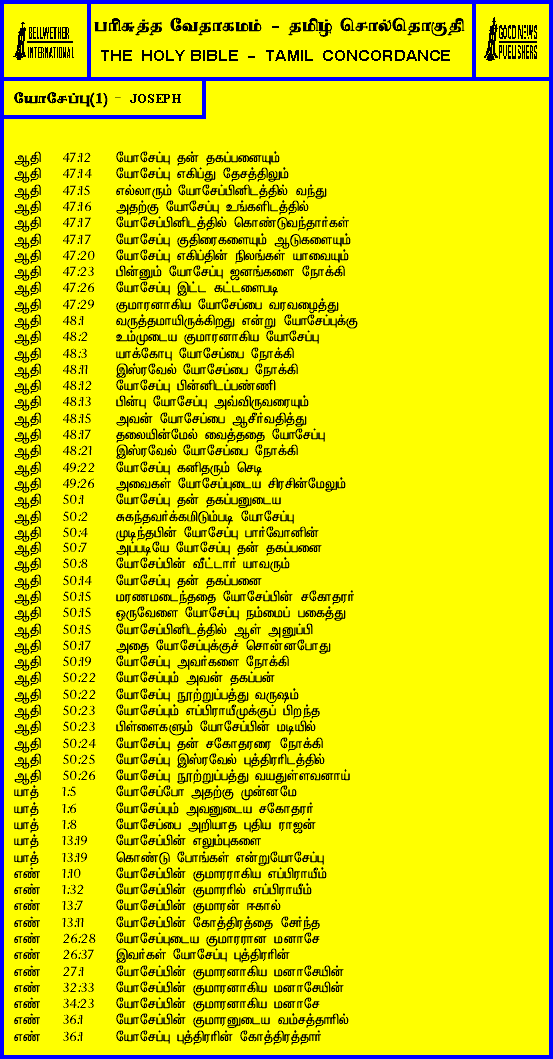 BELLWETHER INTERNATIONAL
பரிசுத்த வேதாகமம் - தமிழ் சொல்தொகுதி
THE HOLY BIBLE - TAMIL CONCORDANCE
GOOD NEWS PUBLISHERS
யோசேப்பு(1) - JOSEPH
ஆதி 47:12 யோசேப்பு தன் தகப்பனையும்
ஆதி 47:14 யோசேப்பு எகிப்து தேசத்திலும்
ஆதி 47:15 எல்லாரும் யோசேப்பினிடத்தில் வந்து
ஆதி 47:16 அதற்கு யோசேப்பு உங்களிடத்தில்
ஆதி 47:17 யோசேப்பினிடத்தில் கொண்டுவந்தார்கள்
ஆதி 47:17 யோசேப்பு குதிரைகளையும் ஆடுகளையும்
ஆதி 47:20 யோசேப்பு எகிப்தின் நிலங்கள் யாவையும்
ஆதி 47:23 பின்னும் யோசேப்பு ஜனங்களை நோக்கி
ஆதி 47:26 யோசேப்பு இட்ட கட்டளைபடி
ஆதி 47:29 குமாரனாகிய யோசேப்பை வரவழைத்து
ஆதி 48:1 வருத்தமாயிருக்கிறது என்று யோசேப்புக்கு
ஆதி 48:2 உம்முடைய குமாரனாகிய யோசேப்பு
ஆதி 48:3 யாக்கோபு யோசேப்பை நோக்கி
ஆதி 48:11 இஸ்ரவேல் யோசேப்பை நோக்கி
ஆதி 48:12 யோசேப்பு பின்னிடப்பண்ணி
ஆதி 48:13 பின்பு யோசேப்பு அவ்விருவரையும்
ஆதி 48:15 அவன் யோசேப்பை ஆசீர்வதித்து
ஆதி 48:17 தலையின்மேல் வைத்ததை யோசேப்பு
ஆதி 48:21 இஸ்ரவேல் யோசேப்பை நோக்கி
ஆதி 49:22 யோசேப்பு கனிதரும் செடி
ஆதி 49:26 அவைகள் யோசேப்புடைய சிரசின்மேலும்
ஆதி 50:1 யோசேப்பு தன் தகப்பனுடைய
ஆதி 50:2 சுகந்தவர்க்கமிடும்படி யோசேப்பு
ஆதி 50:4 முடிந்தபின் யோசேப்பு பார்வோனின்
ஆதி 50:7 அப்படியே யோசேப்பு தன் தகப்பனை
ஆதி 50:8 யோசேப்பின் வீட்டார் யாவரும்
ஆதி 50:14 யோசேப்பு தன் தகப்பனை
ஆதி 50:15 மரணமடைந்ததை யோசேப்பின் சகோதரர்
ஆதி 50:15 ஒருவேளை யோசேப்பு நம்மைப் பகைத்து
ஆதி 50:15 யோசேப்பினிடத்தில் ஆள் அனுப்பி
ஆதி 50:17 அதை யோசேப்புக்குச் சொன்னபோது
ஆதி 50:19 யோசேப்பு அவர்களை நோக்கி
ஆதி 50:22 யோசேப்பும் அவன் தகப்பன்
ஆதி 50:22 யோசேப்பு நூற்றுப்பத்து வருஷம்
ஆதி 50:23 யோசேப்பும் எப்பிராயீமுக்குப் பிறந்த
ஆதி 50:23 பிள்ளைகளும் யோசேப்பின் மடியில்
ஆதி 50:24 யோசேப்பு தன் சகோதரரை நோக்கி
ஆதி 50:25 யோசேப்பு இஸ்ரவேல் புத்திரரிடத்தில்
ஆதி 50:26 யோசேப்பு நூற்றுப்பத்து வயதுள்ளவனாய்
யாத் 1:5 யோசேப்போ அதற்கு முன்னமே
யாத் 1:6 யோசேப்பும் அவனுடைய சகோதரர்
யாத் 1:8 யோசேப்பை அறியாத புதிய ராஜன்
யாத் 13:19 யோசேப்பின் எலும்புகளை
யாத் 13:19 கொண்டு போங்கள் என்றுயோசேப்பு
எண் 1:10 யோசேப்பின் குமாரராகிய எப்பிராயீம்
எண் 1:32 யோசேப்பின் குமாரரில் எப்பிராயீம்
எண் 13:7 யோசேப்பின் குமாரன் ஈகால்
எண் 13:11 யோசேப்பின் கோத்திரத்தை சேர்ந்த
எண் 26:28 யோசேப்புடைய குமாரரான மனாசே
எண் 26:37 இவர்கள் யோசேப்பு புத்திரரின்
எண் 27:1 யோசேப்பின் குமாரனாகிய மனாசேயின்
எண் 32:33 யோசேப்பின் குமாரனாகிய மனாசேயின்
எண் 34:23 யோசேப்பின் குமாரனாகிய மனாசே
எண் 36:1 யோசேப்பின் குமாரனுடைய வம்சத்தாரில்
எண் 36:1 யோசேப்பு புத்திரரின் கோத்திரத்தார்